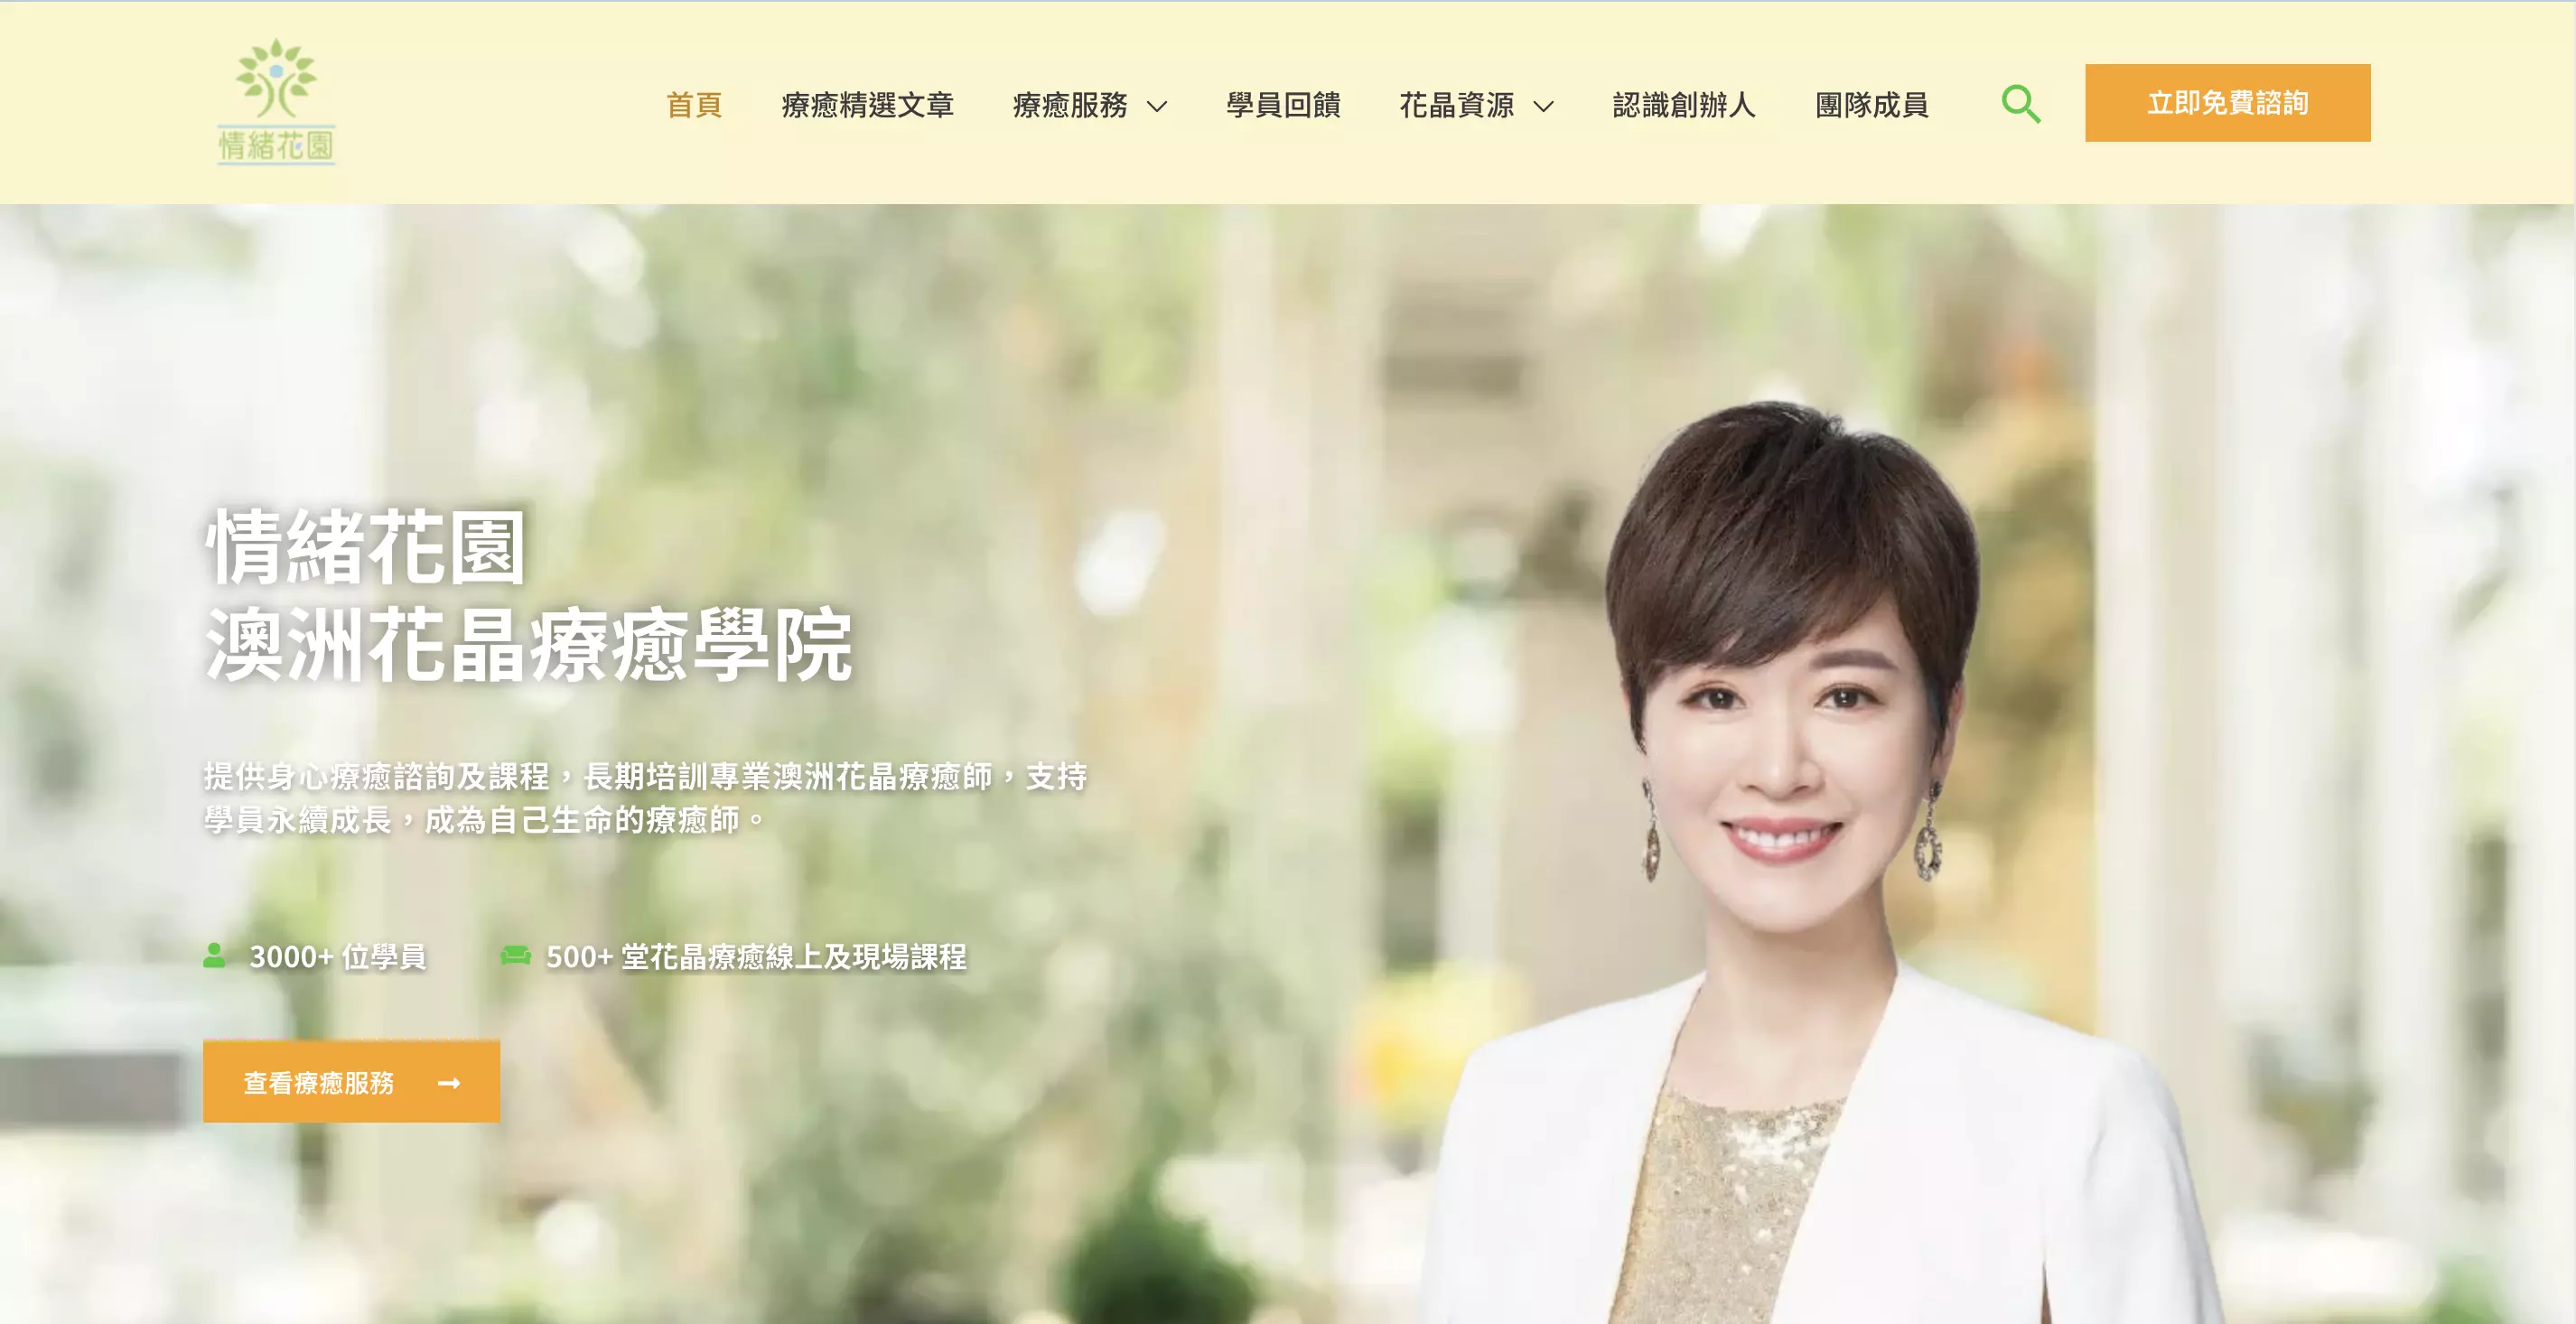 情緒花園
首頁
療癒精選文章
療癒服務
學員回饋
花晶資源
認識創辦人
團隊成員
立即免費諮詢
情緒花園
澳洲花晶療癒學院
提供身心療癒諮詢及課程，長期培訓專業澳洲花晶療癒師，支持
學員永續成長，成為自己生命的療癒師。
3000+ 位學員
500+ 堂花晶療癒線上及現場課程
查看療癒服務